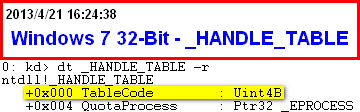 2013/4/21 16:24:38
Windows 7 32-Bit - _HANDLE_TABLE
0: kd> dt _HANDLE_TABLE -r
ntdll!_HANDLE_TABLE
+0x000 TableCode : Uint4B
+0x004 QuotaProcess : Ptr32 _EPROCESS